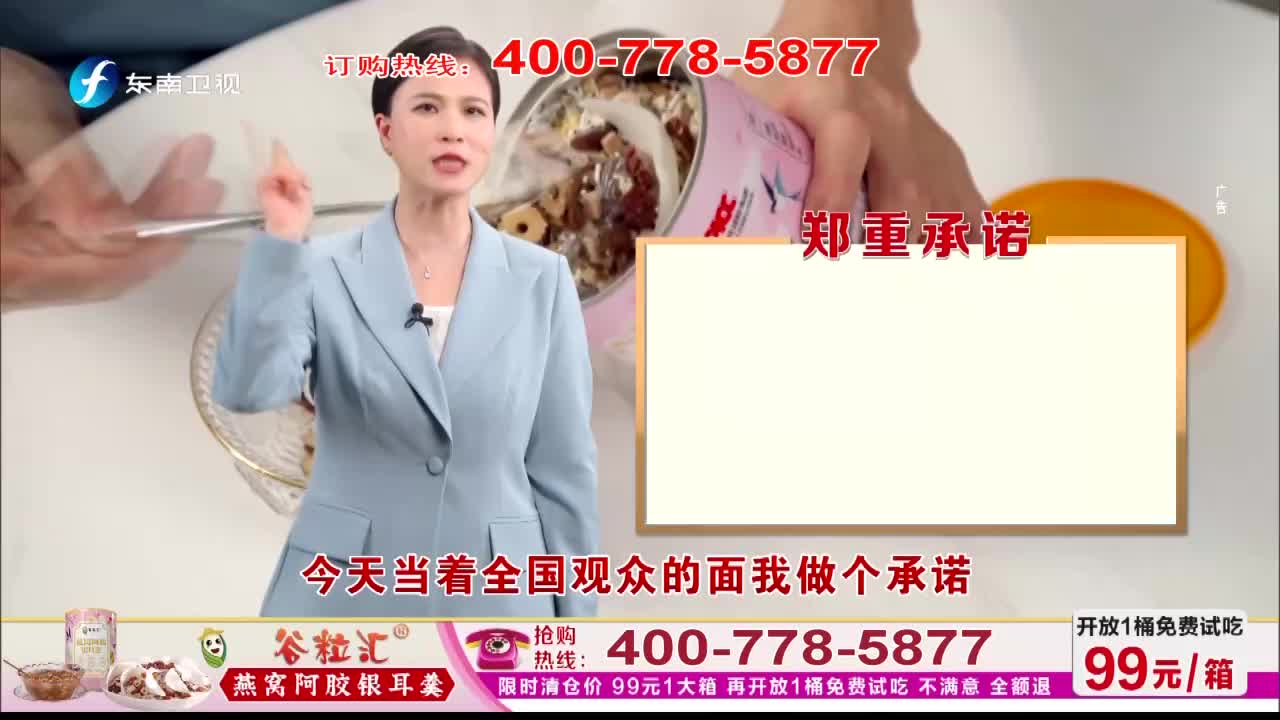 订购热线：400-778-5877
东南卫视
广告
郑重承诺
今天当着全国观众的面我做个承诺
谷粒汇®
燕窝阿胶银耳羹
抢购
热线：
400-778-5877
限时清仓价 99元1大箱 再开放1桶免费试吃 不满意 全额退
开放1桶免费试吃
99元/箱